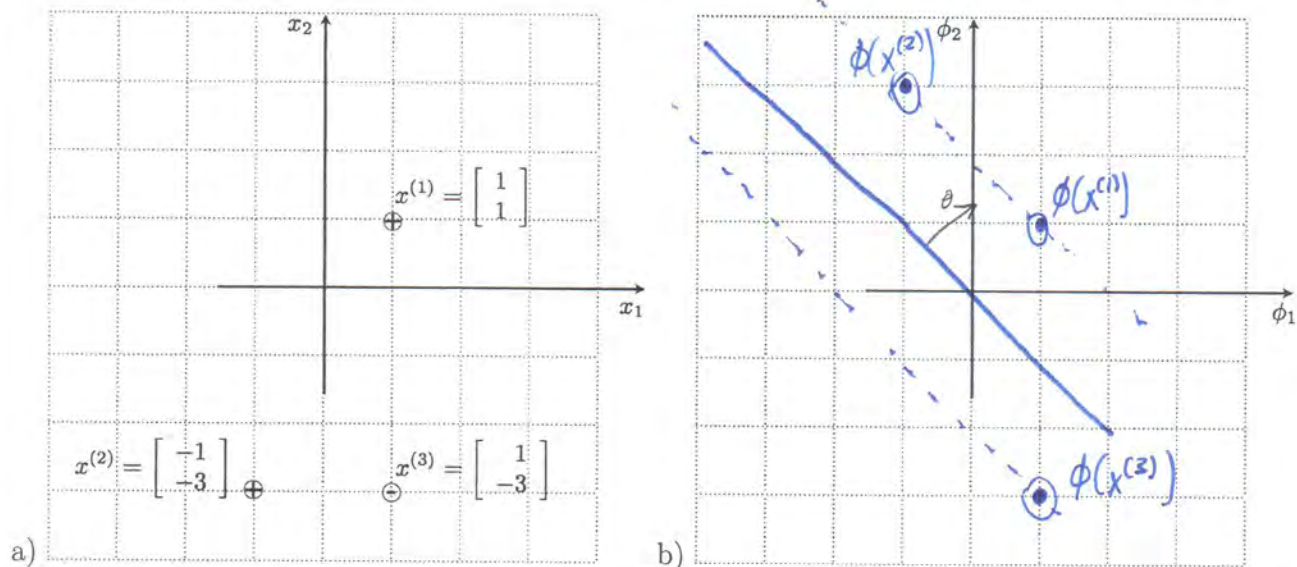 x₂
x^{(1)} = [ 1 1 ]
x₁
x^{(2)} = [ −1 −3 ]
x^{(3)} = [ 1 −3 ]
a)
ϕ₂
ϕ(x^{(2)})
θ
ϕ(x^{(1)})
ϕ₁
ϕ(x^{(3)})
b)